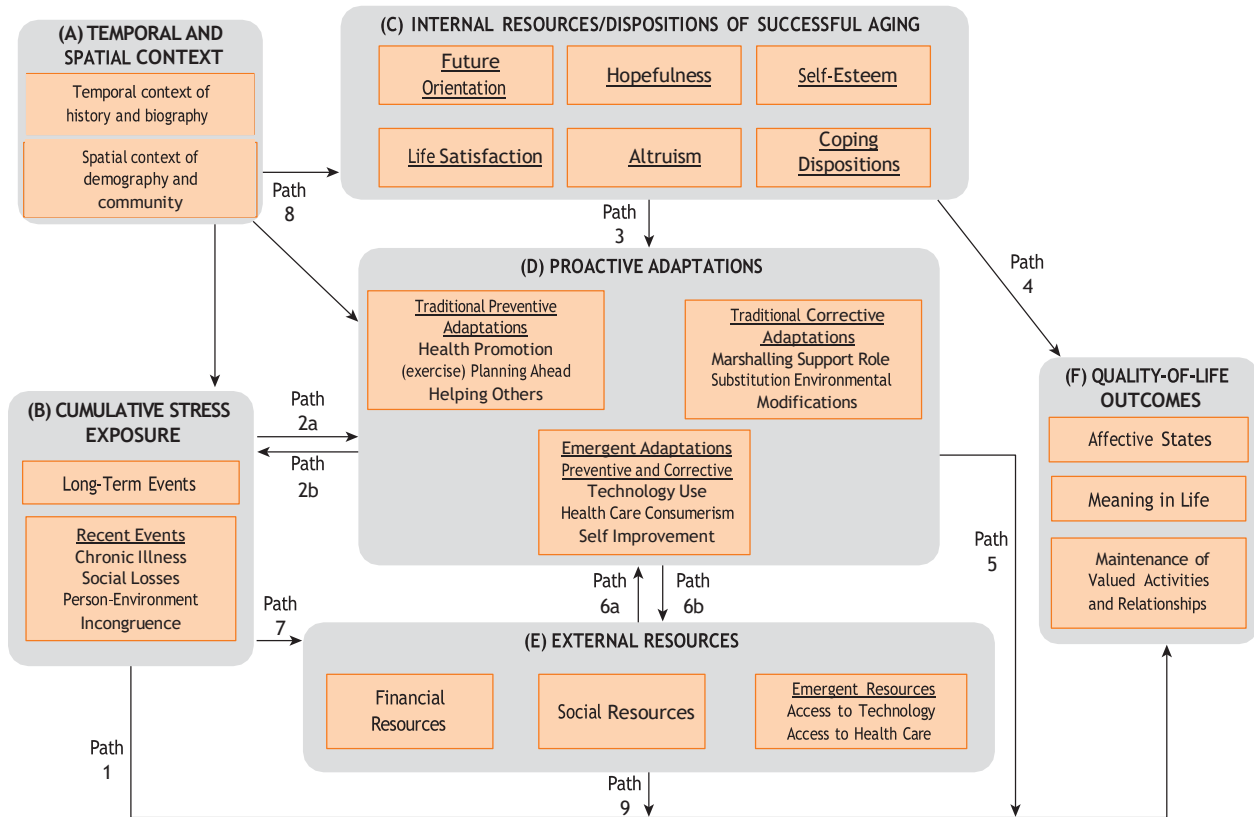 (A) TEMPORAL AND
SPATIAL CONTEXT
Temporal context of
history and biography
Spatial context of
demography and
community
(C) INTERNAL RESOURCES/DISPOSITIONS OF SUCCESSFUL AGING
Future
Orientation
Hopefulness
Self-Esteem
Life Satisfaction
Altruism
Coping
Dispositions
Path
8
Path
3
Path
4
(D) PROACTIVE ADAPTATIONS
Traditional Preventive
Adaptations
Health Promotion
(exercise) Planning Ahead
Helping Others
Traditional Corrective
Adaptations
Marshalling Support Role
Substitution Environmental
Modifications
Emergent Adaptations
Preventive and Corrective
Technology Use
Health Care Consumerism
Self Improvement
(B) CUMULATIVE STRESS
EXPOSURE
Long-Term Events
Recent Events
Chronic Illness
Social Losses
Person-Environment
Incongruence
Path
2a
Path
2b
(F) QUALITY-OF-LIFE
OUTCOMES
Affective States
Meaning in Life
Maintenance of
Valued Activities
and Relationships
Path
5
Path
6a
Path
6b
Path
7
(E) EXTERNAL RESOURCES
Financial
Resources
Social Resources
Emergent Resources
Access to Technology
Access to Health Care
Path
1
Path
9